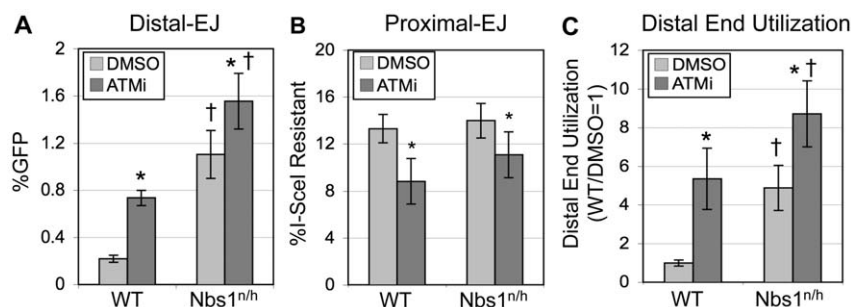 A
Distal-EJ
2
1.6
1.2
0.8
0.4
0
%GFP
DMSO
ATMi
*
†
* †
WT
Nbs1n/h
B
Proximal-EJ
20
16
12
8
4
0
%I-SceI Resistant
DMSO
ATMi
*
*
WT
Nbs1n/h
C
Distal End Utilization
12
10
8
6
4
2
0
Distal End Utilization
(WT/DMSO=1)
DMSO
ATMi
*
†
* †
WT
Nbs1n/h